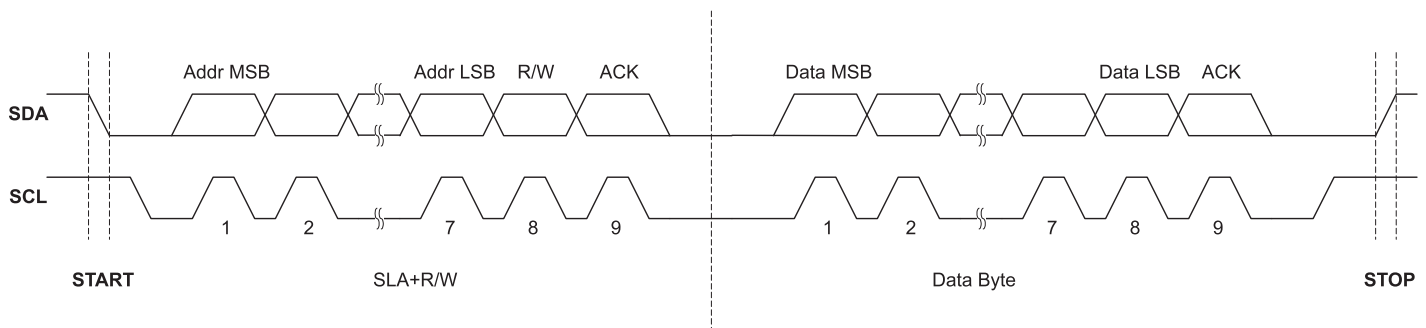 Addr MSB Addr LSB R/W ACK Data MSB Data LSB ACK
SDA
SCL
1 2 7 8 9 1 2 7 8 9
START SLA+R/W Data Byte STOP